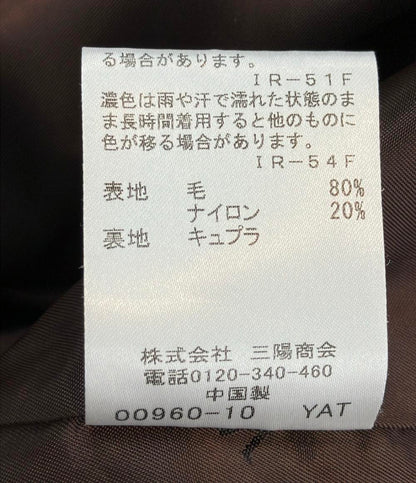 る場合があります。
IR-51F
濃色は雨や汗で濡れた状態のま
ま長時間着用すると他のものに
色が移る場合があります。
IR-54F
表地 毛 80%
ナイロン 20%
裏地 キュプラ
株式会社 三陽商会
電話0120-340-460
中国製
00960-10 YAT